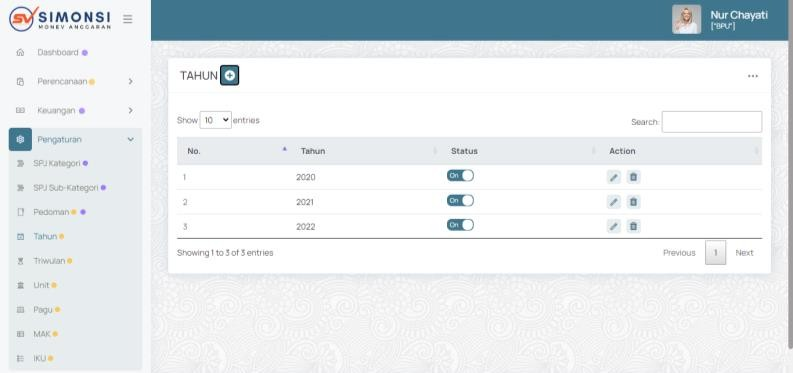 SV SIMONSI
MONEV ANGGARAN
Nur Chayati
["BPU"]
Dashboard
Perencanaan
Keuangan
Pengaturan
SPJ Kategori
SPJ Sub-Kategori
Pedoman
Tahun
Triwulan
Unit
Pagu
MAK
IKU
TAHUN
Show 10 entries
Search:
No. Tahun Status Action
1 2020 On
2 2021 On
3 2022 On
Showing 1 to 3 of 3 entries
Previous 1 Next